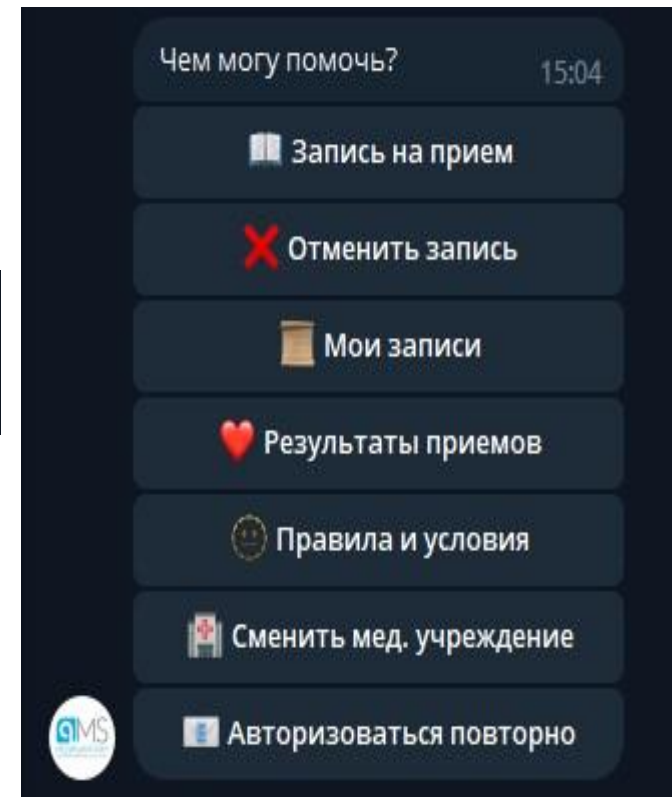 Чем могу помочь?
15:04
Запись на прием
Отменить запись
Мои записи
Результаты приемов
Правила и условия
Сменить мед. учреждение
Авторизоваться повторно
qMS